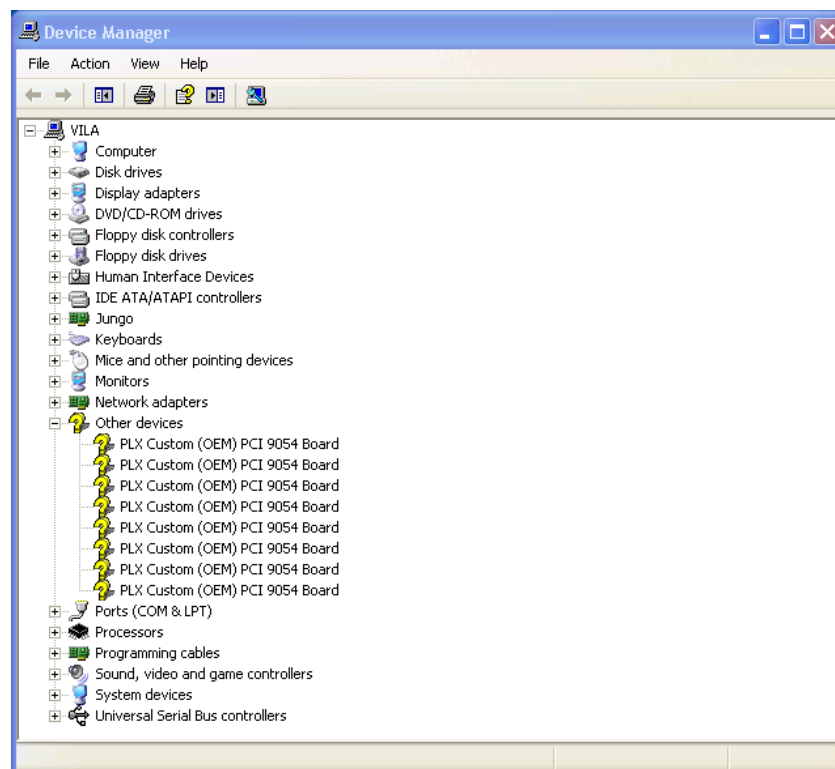 Device Manager
File Action View Help
VILA
Computer
Disk drives
Display adapters
DVD/CD-ROM drives
Floppy disk controllers
Floppy disk drives
Human Interface Devices
IDE ATA/ATAPI controllers
Jungo
Keyboards
Mice and other pointing devices
Monitors
Network adapters
Other devices
PLX Custom (OEM) PCI 9054 Board
PLX Custom (OEM) PCI 9054 Board
PLX Custom (OEM) PCI 9054 Board
PLX Custom (OEM) PCI 9054 Board
PLX Custom (OEM) PCI 9054 Board
PLX Custom (OEM) PCI 9054 Board
PLX Custom (OEM) PCI 9054 Board
PLX Custom (OEM) PCI 9054 Board
Ports (COM & LPT)
Processors
Programming cables
Sound, video and game controllers
System devices
Universal Serial Bus controllers